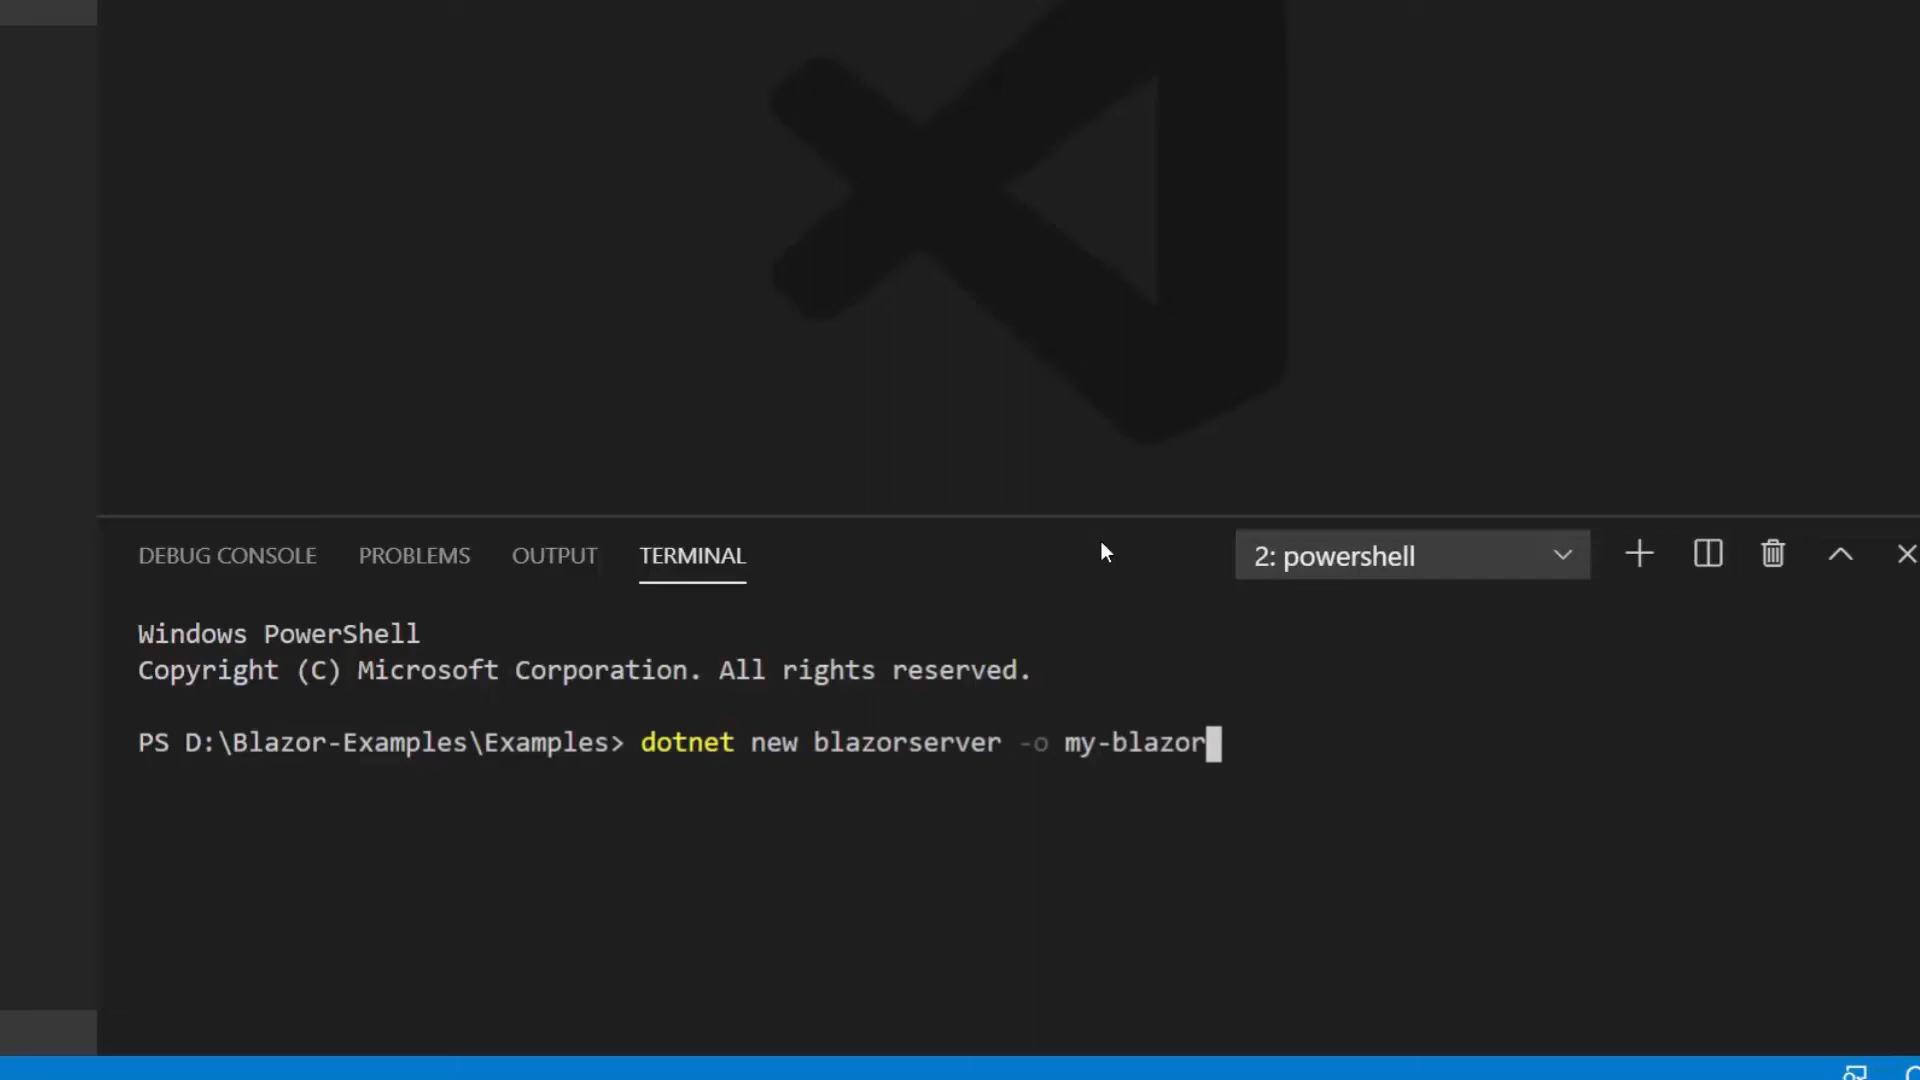 DEBUG CONSOLE PROBLEMS OUTPUT TERMINAL 2: powershell
Windows PowerShell
Copyright (C) Microsoft Corporation. All rights reserved.
PS D:\Blazor-Examples\Examples> dotnet new blazorserver -o my-blazor